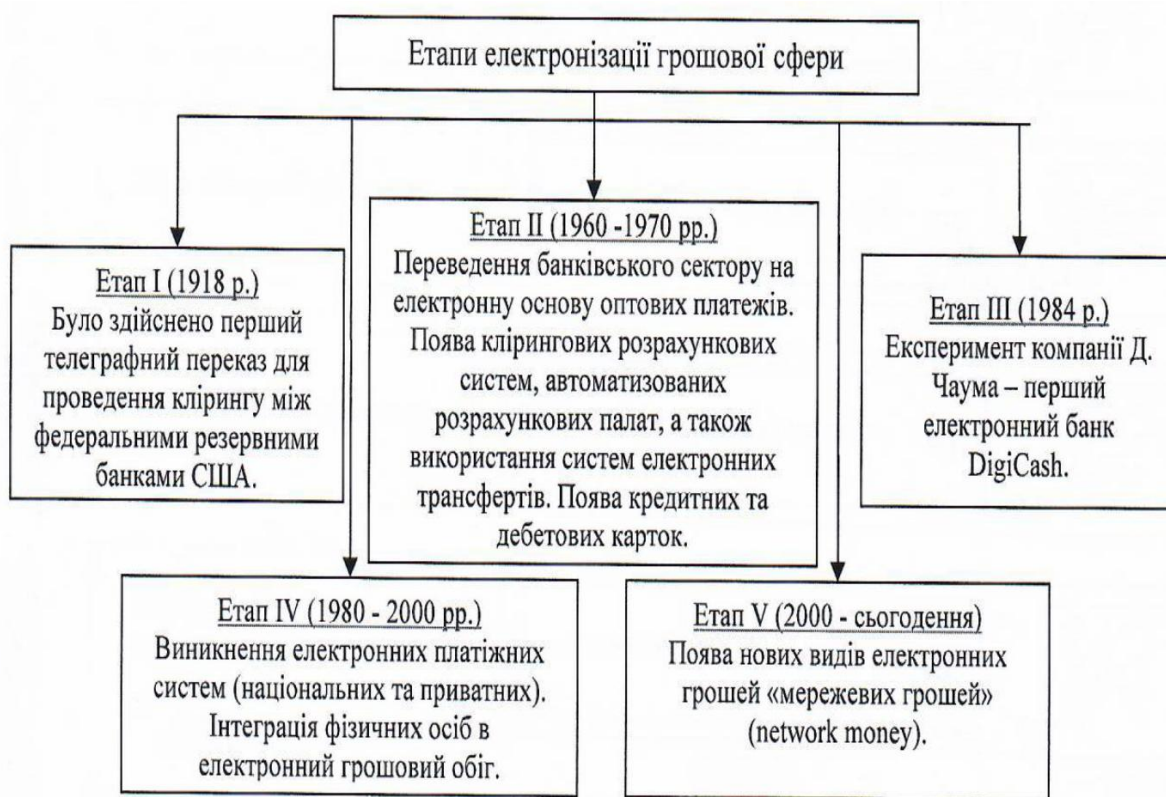 Етапи електронізації грошової сфери
Етап I (1918 р.)
Було здійснено перший
телеграфний переказ для
проведення клірингу між
федеральними резервними
банками США.
Етап II (1960 -1970 рр.)
Переведення банківського сектору на
електронну основу оптових платежів.
Поява клірингових розрахункових
систем, автоматизованих
розрахункових палат, а також
використання систем електронних
трансфертів. Поява кредитних та
дебетових карток.
Етап III (1984 р.)
Експеримент компанії Д.
Чаума – перший
електронний банк
DigiCash.
Етап IV (1980 - 2000 рр.)
Виникнення електронних платіжних
систем (національних та приватних).
Інтеграція фізичних осіб в
електронний грошовий обіг.
Етап V (2000 - сьогодення)
Поява нових видів електронних
грошей «мережевих грошей»
(network money).